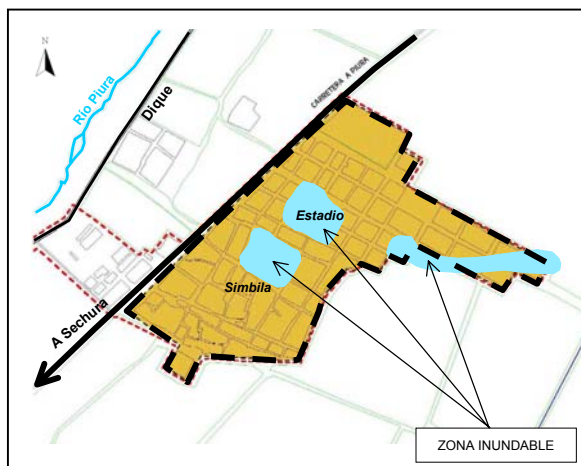 N
Río Piura
Dique
CARRETERA A PIURA
Estadio
Simbila
A Sechura
ZONA INUNDABLE